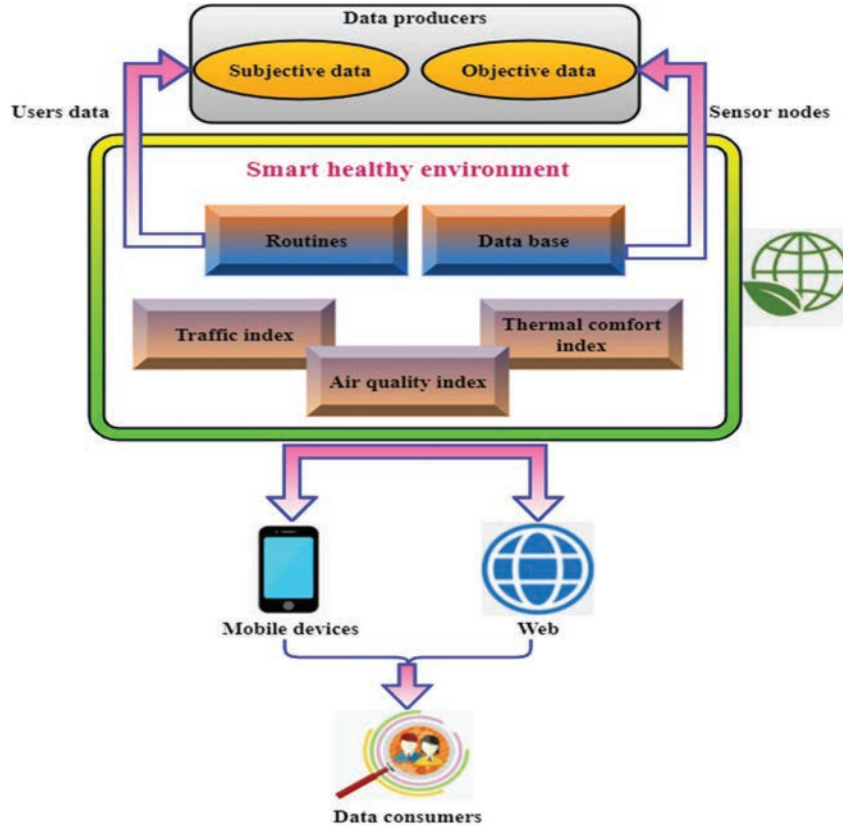 Data producers
Subjective data
Objective data
Users data
Sensor nodes
Smart healthy environment
Routines
Data base
Traffic index
Thermal comfort
index
Air quality index
Mobile devices
Web
Data consumers